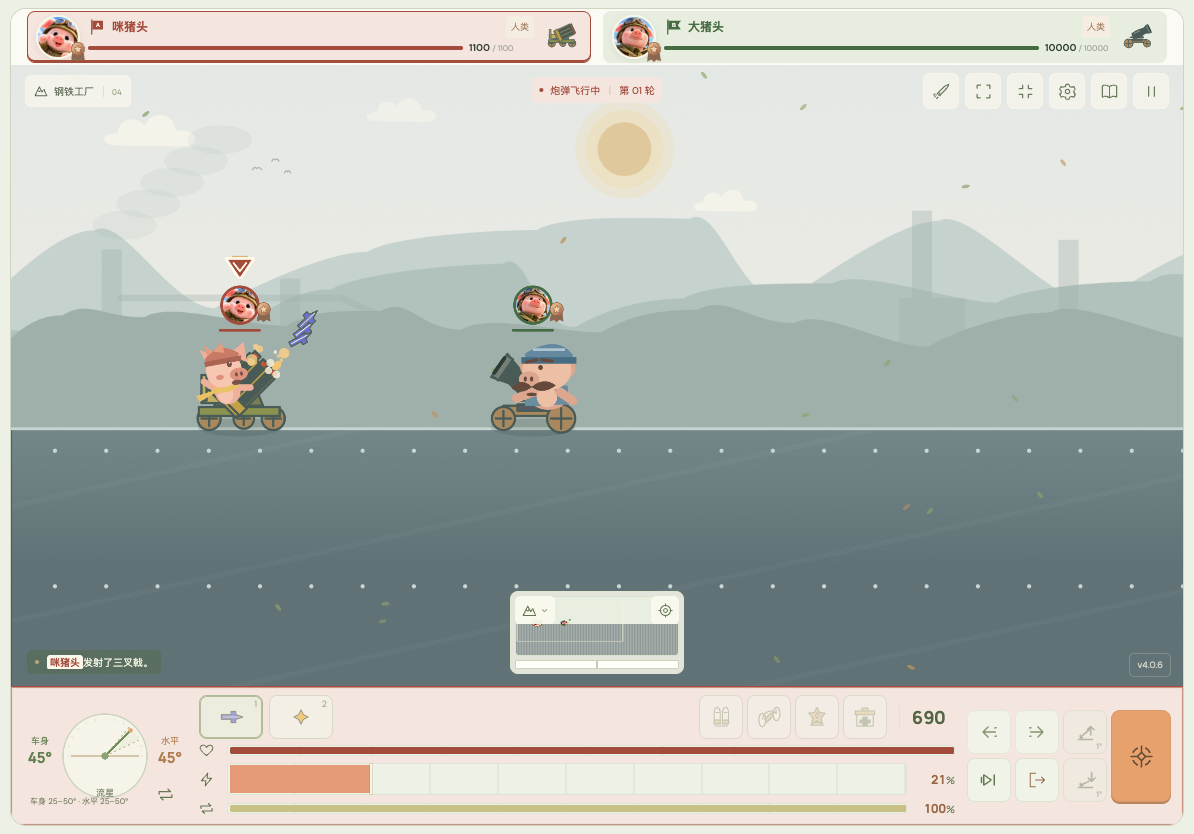 咪猪头
人类
1100 / 1100
大猪头
人类
10000 / 10000
钢铁工厂 04
炮弹飞行中 第 01 轮
咪猪头发射了三叉戟。
v4.0.6
1
2
690
车身
45°
水平
45°
流星
车身 25–50° · 水平 25–50°
21%
100%
1°
1°